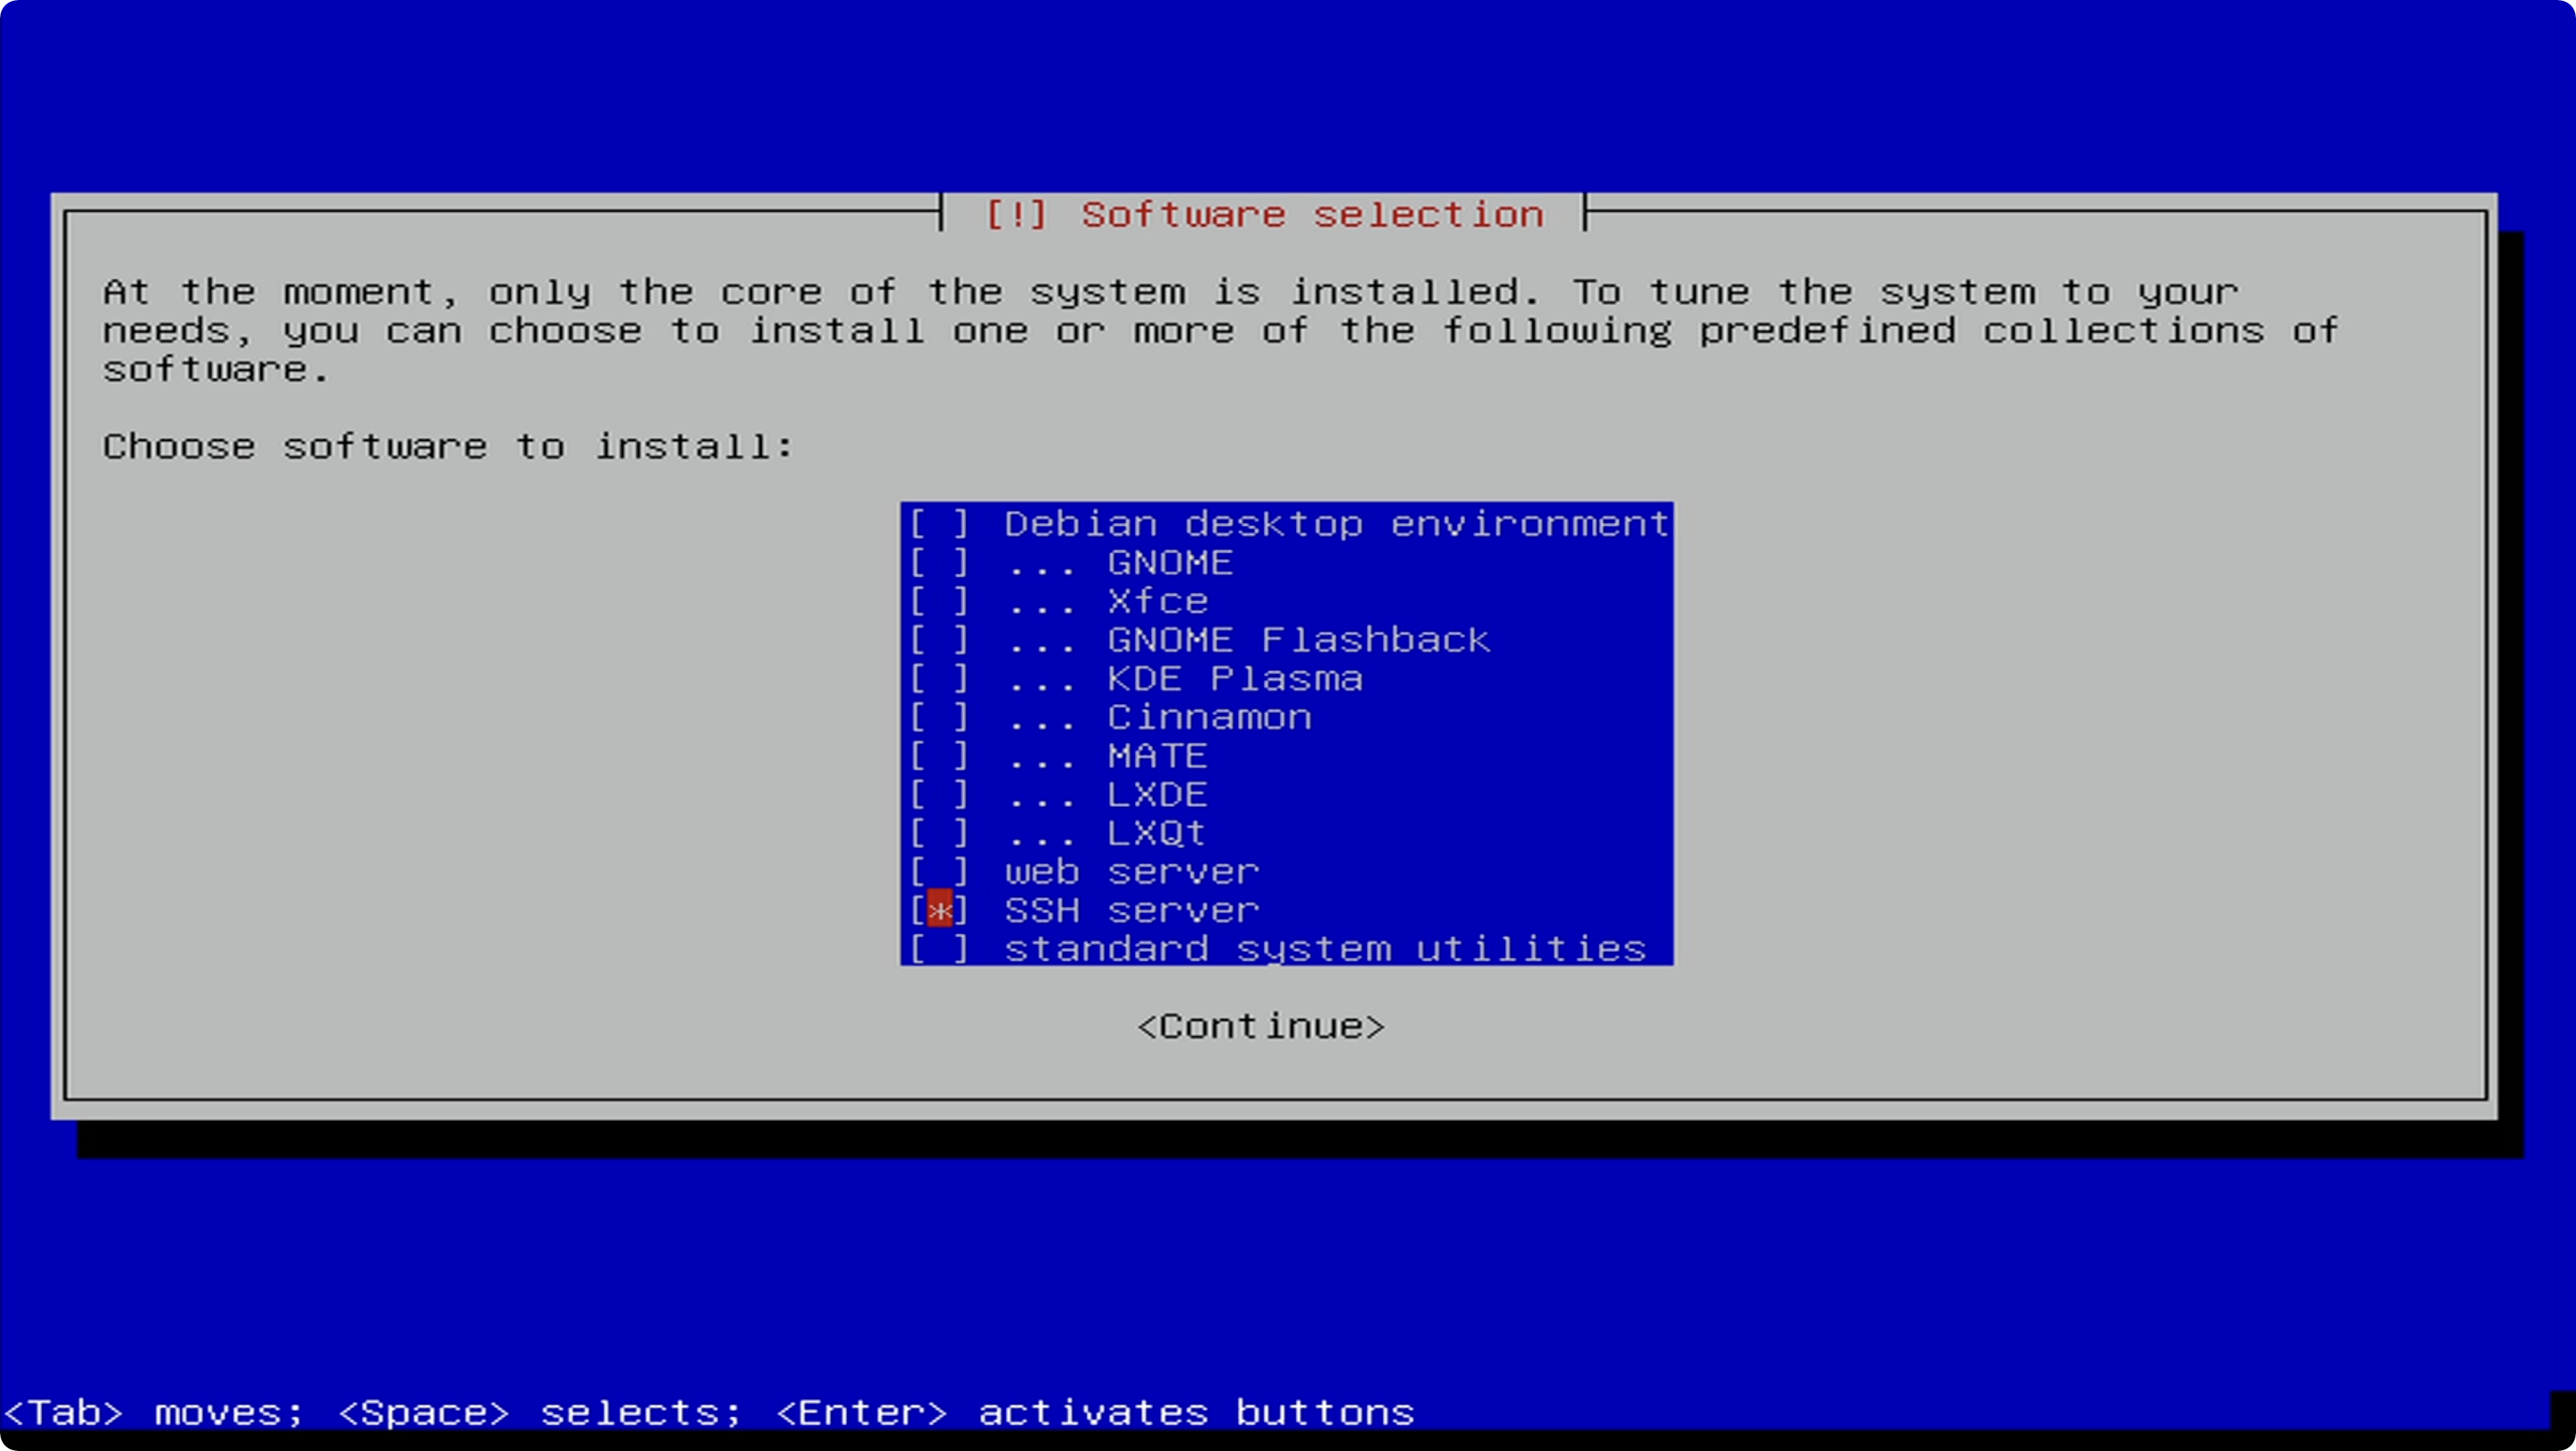 [!] Software selection
At the moment, only the core of the system is installed. To tune the system to your
needs, you can choose to install one or more of the following predefined collections of
software.
Choose software to install:
[ ] Debian desktop environment
[ ] ... GNOME
[ ] ... Xfce
[ ] ... GNOME Flashback
[ ] ... KDE Plasma
[ ] ... Cinnamon
[ ] ... MATE
[ ] ... LXDE
[ ] ... LXQt
[ ] web server
[*] SSH server
[ ] standard system utilities
<Continue>
<Tab> moves; <Space> selects; <Enter> activates buttons